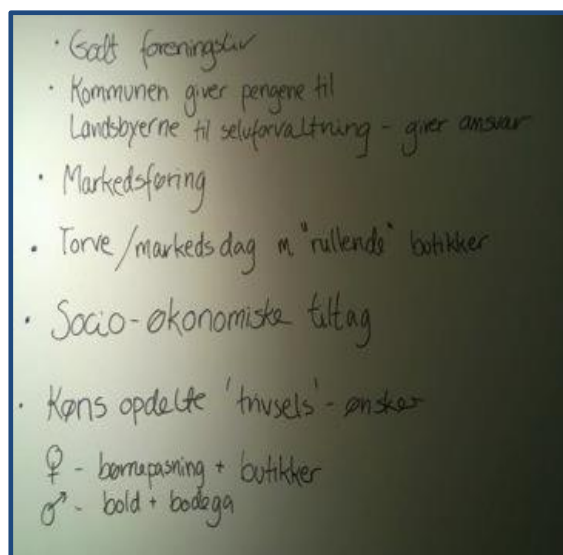 · Godt foreningsliv
· Kommunen giver pengene til
Landsbyerne til selvforvaltning - giver ansvar
· Markedsføring
· Torve/markedsdag m. "rullende" butikker
· Socio-økonomiske tiltag
· Køns opdelte 'trivsels' - ønsker
♀ - børnepasning + butikker
♂ - bold + bodega